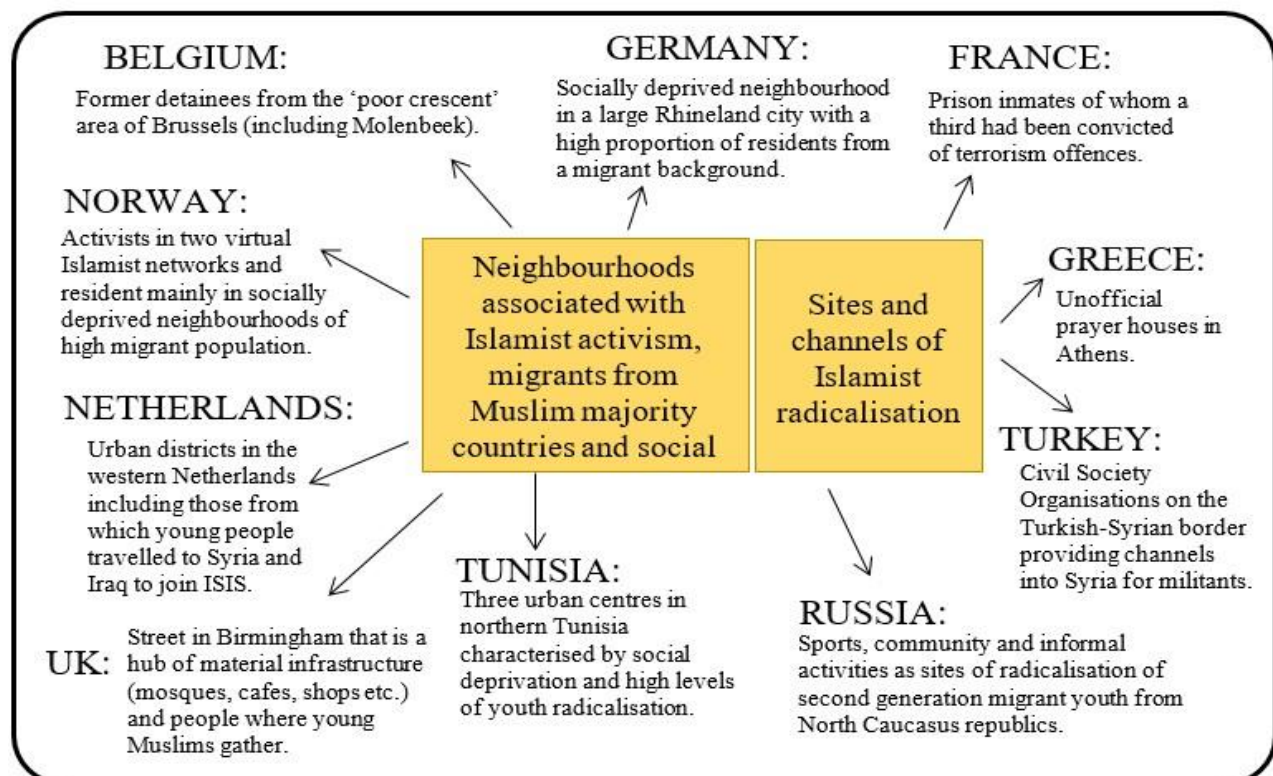 BELGIUM:
Former detainees from the ‘poor crescent’
area of Brussels (including Molenbeek).
GERMANY:
Socially deprived neighbourhood
in a large Rhineland city with a
high proportion of residents from
a migrant background.
FRANCE:
Prison inmates of whom a
third had been convicted
of terrorism offences.
NORWAY:
Activists in two virtual
Islamist networks and
resident mainly in socially
deprived neighbourhoods of
high migrant population.
Neighbourhoods
associated with
Islamist activism,
migrants from
Muslim majority
countries and social
Sites and
channels of
Islamist
radicalisation
GREECE:
Unofficial
prayer houses in
Athens.
NETHERLANDS:
Urban districts in the
western Netherlands
including those from
which young people
travelled to Syria and
Iraq to join ISIS.
TURKEY:
Civil Society
Organisations on the
Turkish-Syrian border
providing channels
into Syria for militants.
UK:
Street in Birmingham that is a
hub of material infrastructure
(mosques, cafes, shops etc.)
and people where young
Muslims gather.
TUNISIA:
Three urban centres in
northern Tunisia
characterised by social
deprivation and high levels
of youth radicalisation.
RUSSIA:
Sports, community and informal
activities as sites of radicalisation of
second generation migrant youth from
North Caucasus republics.